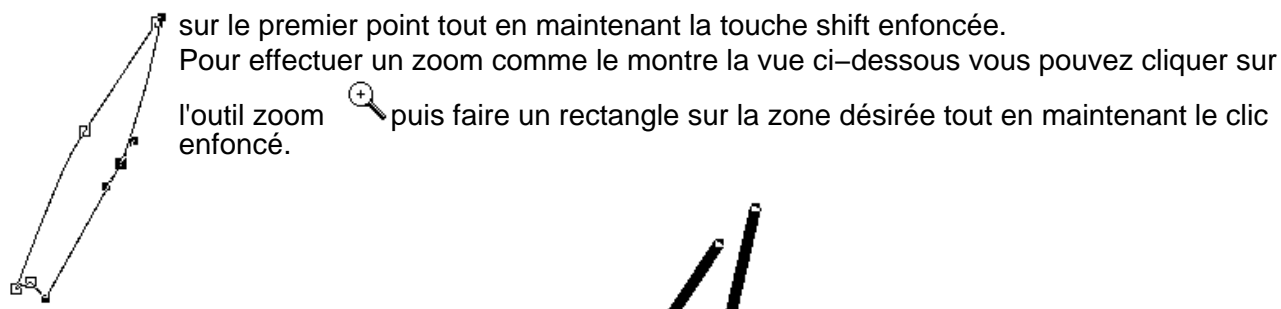 sur le premier point tout en maintenant la touche shift enfoncée.
Pour effectuer un zoom comme le montre la vue ci−dessous vous pouvez cliquer sur
l'outil zoom puis faire un rectangle sur la zone désirée tout en maintenant le clic
enfoncé.